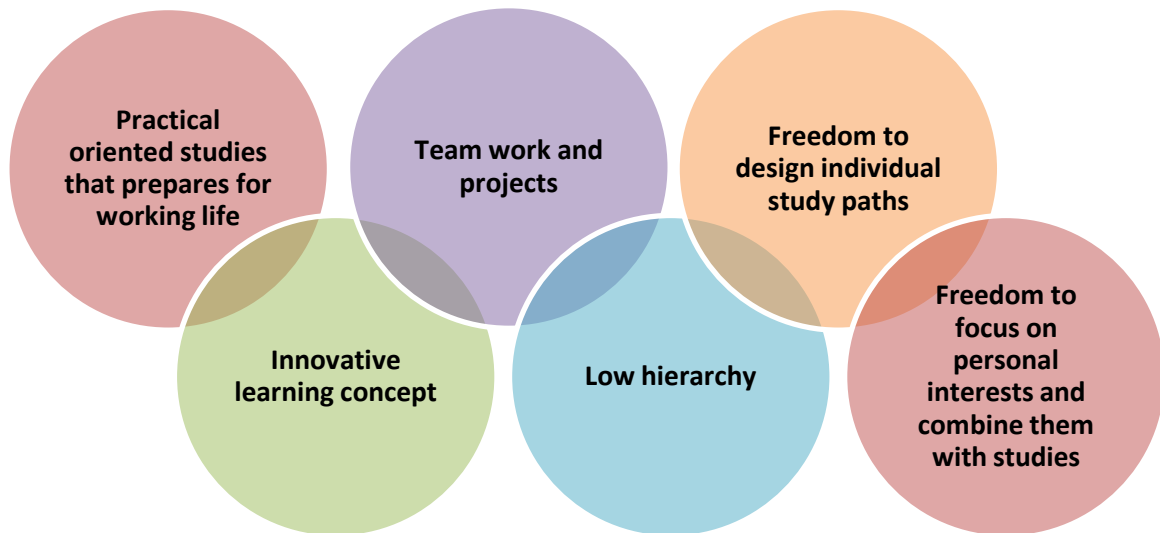 Practical
oriented studies
that prepares for
working life
Innovative
learning concept
Team work and
projects
Low hierarchy
Freedom to
design individual
study paths
Freedom to
focus on
personal
interests and
combine them
with studies